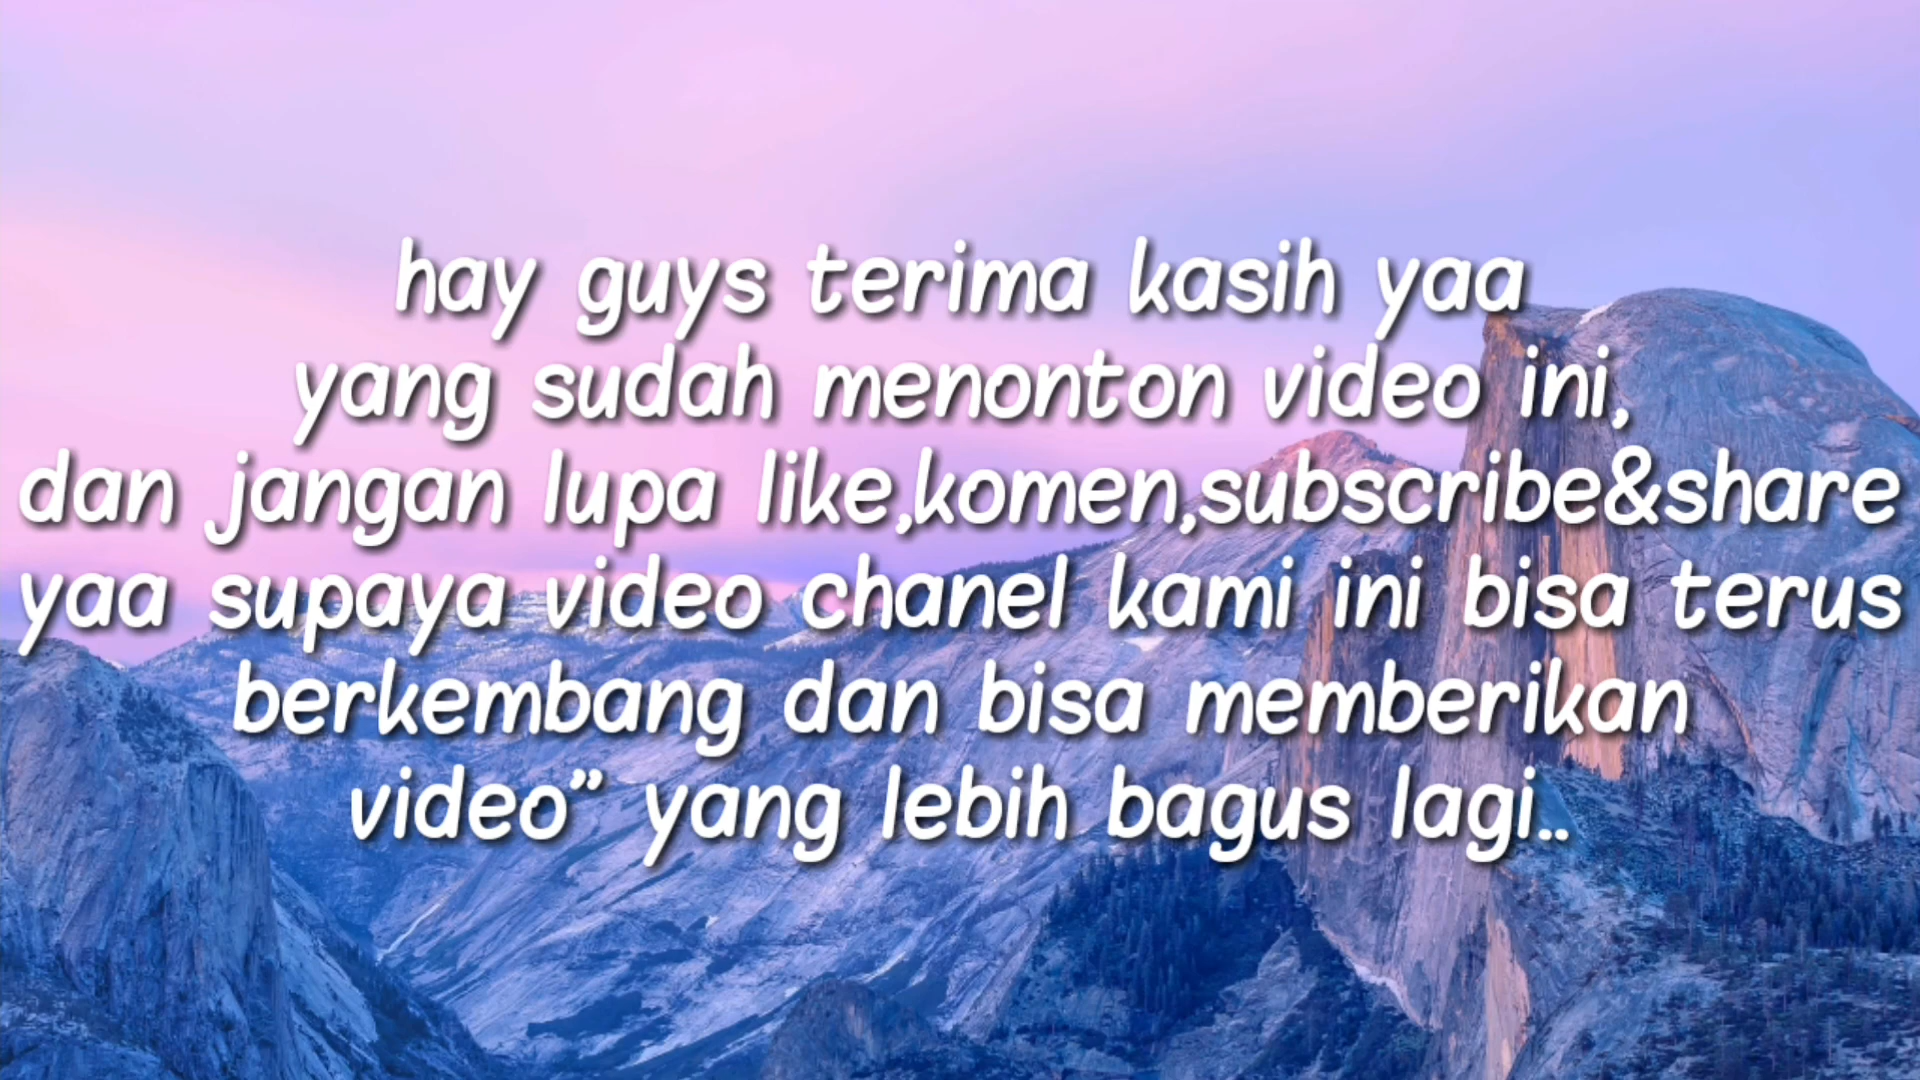 hay guys terima kasih yaa
yang sudah menonton video ini,
dan jangan lupa like,komen,subscribe&share
yaa supaya video chanel kami ini bisa terus
berkembang dan bisa memberikan
video” yang lebih bagus lagi..